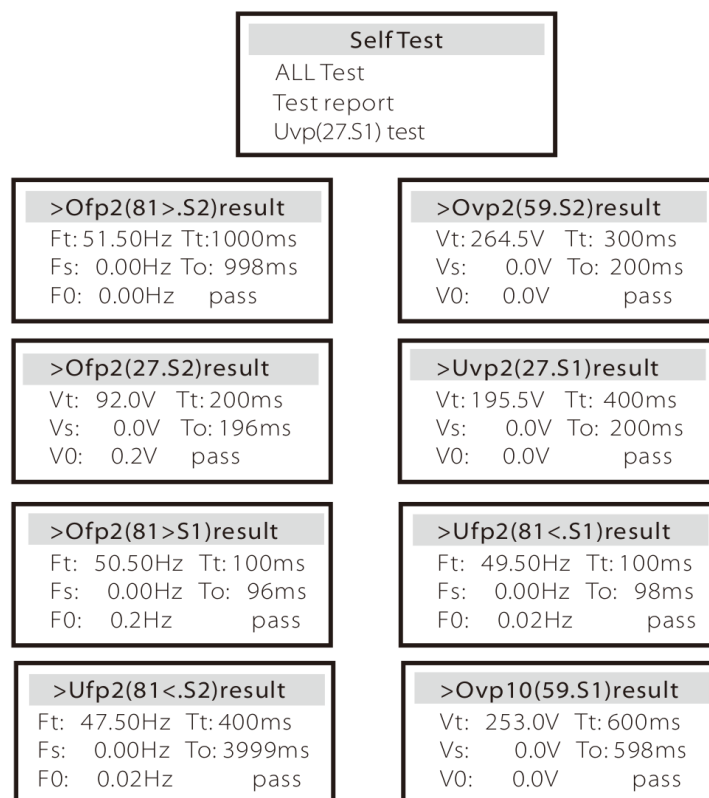 Self Test
ALL Test
Test report
Uvp(27.S1) test
>Ofp2(81>.S2)result
Ft: 51.50Hz Tt:1000ms
Fs: 0.00Hz To: 998ms
F0: 0.00Hz pass
>Ovp2(59.S2)result
Vt: 264.5V Tt: 300ms
Vs: 0.0V To: 200ms
V0: 0.0V pass
>Ofp2(27.S2)result
Vt: 92.0V Tt: 200ms
Vs: 0.0V To: 196ms
V0: 0.2V pass
>Uvp2(27.S1)result
Vt: 195.5V Tt: 400ms
Vs: 0.0V To: 200ms
V0: 0.0V pass
>Ofp2(81>S1)result
Ft: 50.50Hz Tt: 100ms
Fs: 0.00Hz To: 96ms
F0: 0.2Hz pass
>Ufp2(81<.S1)result
Ft: 49.50Hz Tt: 100ms
Fs: 0.00Hz To: 98ms
F0: 0.02Hz pass
>Ufp2(81<.S2)result
Ft: 47.50Hz Tt: 400ms
Fs: 0.00Hz To: 3999ms
F0: 0.02Hz pass
>Ovp10(59.S1)result
Vt: 253.0V Tt: 600ms
Vs: 0.0V To: 598ms
V0: 0.0V pass